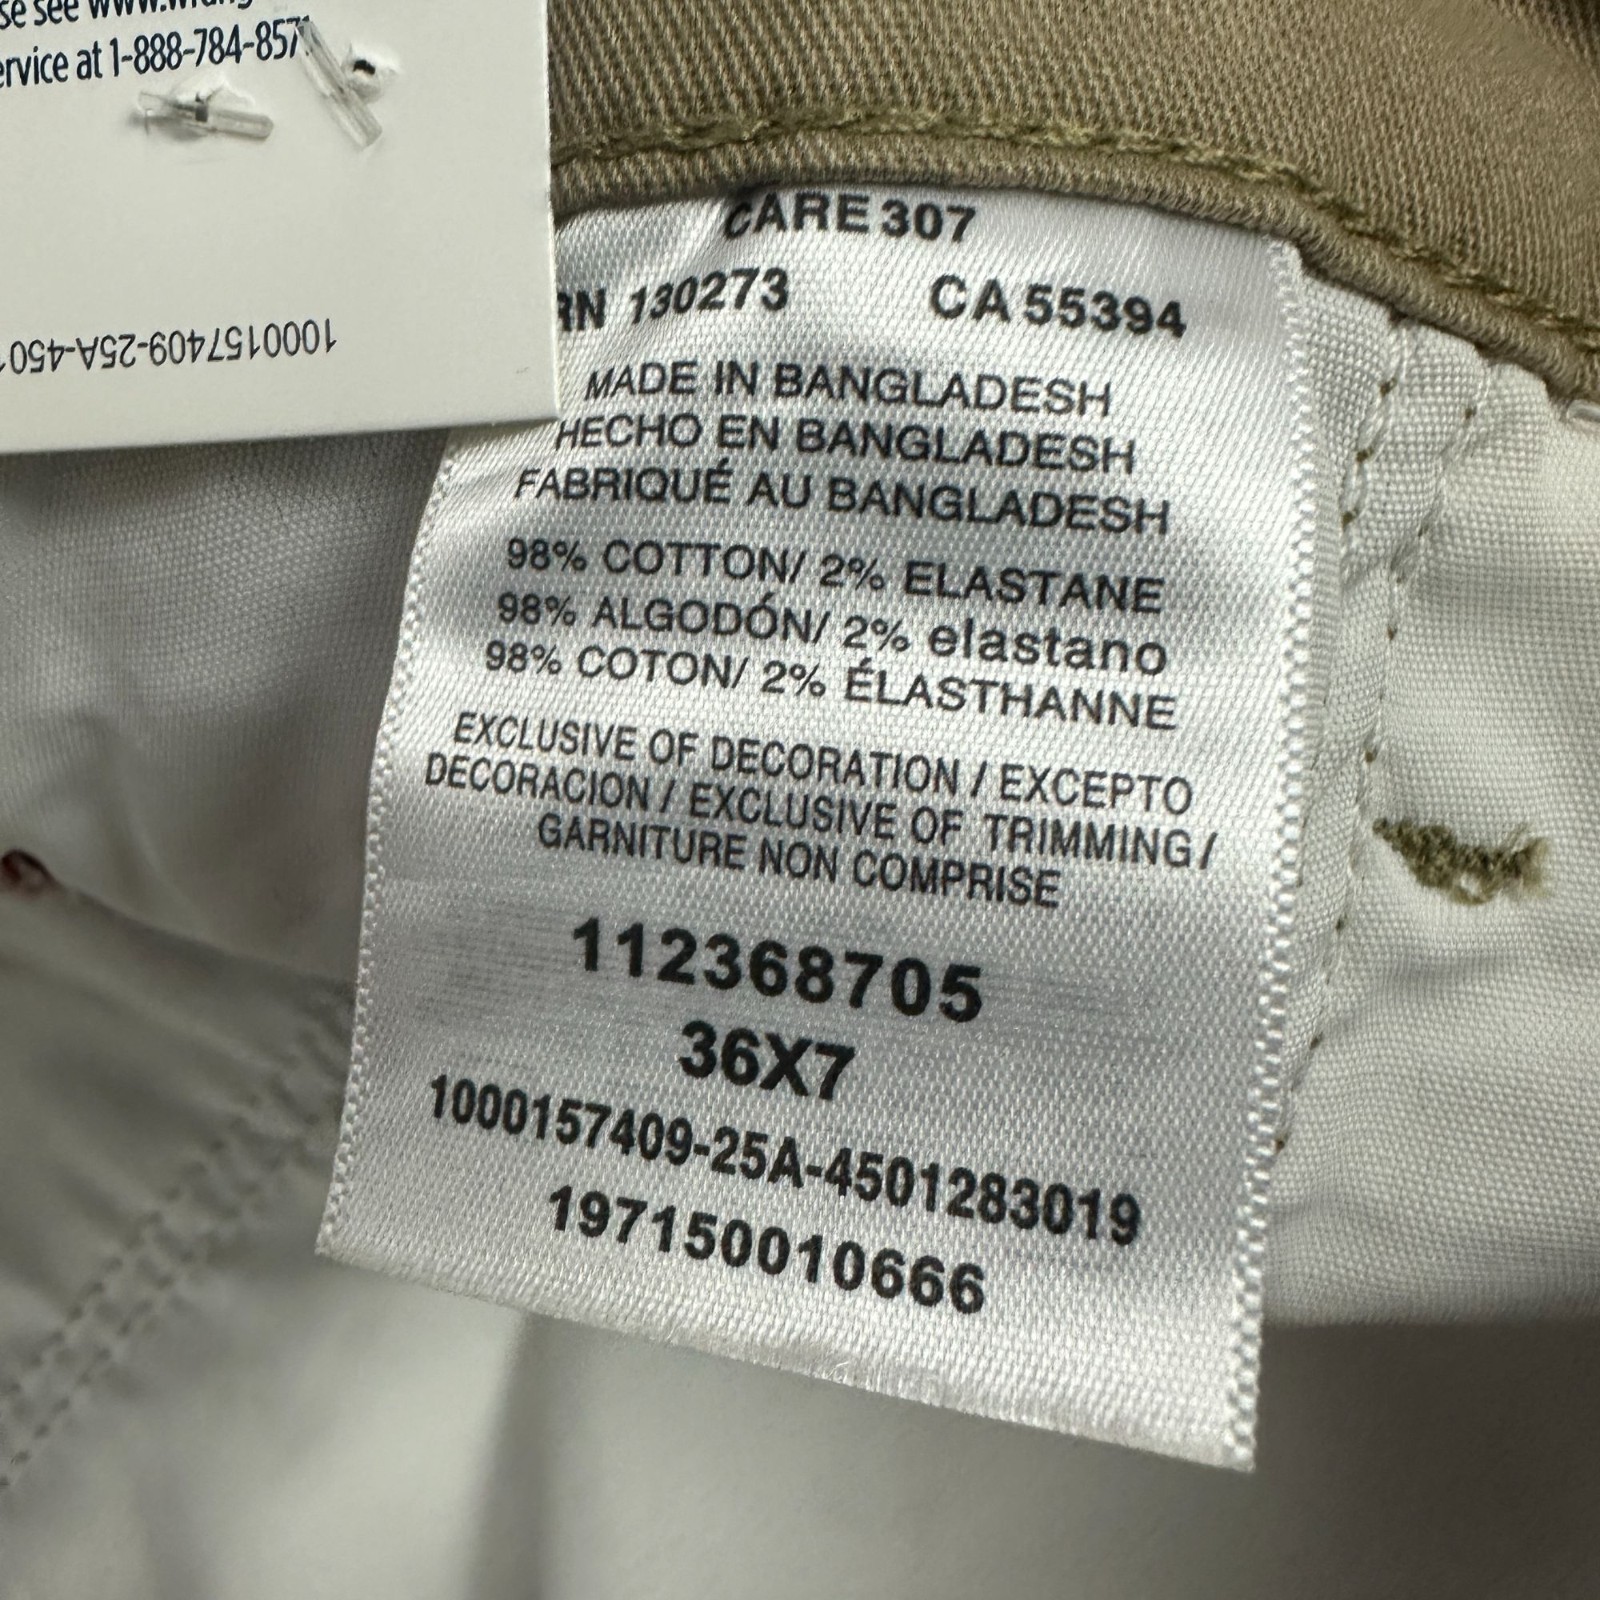 se see www.wrang
ervice at 1-888-784-8571
1000157409-25A-450
CARE 307
RN 130273 CA 55394
MADE IN BANGLADESH
HECHO EN BANGLADESH
FABRIQUÉ AU BANGLADESH
98% COTTON/ 2% ELASTANE
98% ALGODÓN/ 2% elastano
98% COTON/ 2% ÉLASTHANNE
EXCLUSIVE OF DECORATION / EXCEPTO
DECORACION / EXCLUSIVE OF TRIMMING /
GARNITURE NON COMPRISE
112368705
36X7
1000157409-25A-4501283019
197150010666